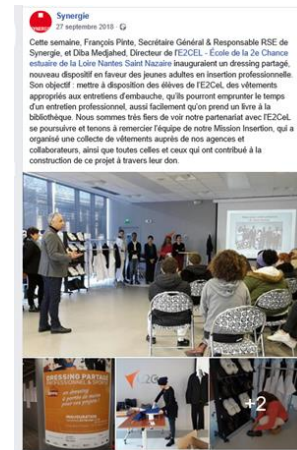 Synergie
27 septembre 2018 ·
Cette semaine, François Pinte, Secrétaire Général & Responsable RSE de
Synergie, et Diba Medjahed, Directeur de l'E2CEL - École de la 2e Chance
estuaire de la Loire Nantes Saint Nazaire inauguraient un dressing partagé,
nouveau dispositif en faveur des jeunes adultes en insertion professionnelle.
Son objectif : mettre à disposition des élèves de l'E2CeL des vêtements
appropriés aux entretiens d'embauche, qu'ils pourront emprunter le temps
d'un entretien professionnel, aussi facilement qu'on prend un livre à la
bibliothèque. Nous sommes très fiers de voir notre partenariat avec l'E2CeL
se poursuivre et tenons à remercier l'équipe de notre Mission Insertion, qui a
organisé une collecte de vêtements auprès de nos agences et
collaborateurs, ainsi que toutes celles et ceux qui ont contribué à la
construction de ce projet à travers leur don.
DRESSING PARTAGÉ
E2C
+2